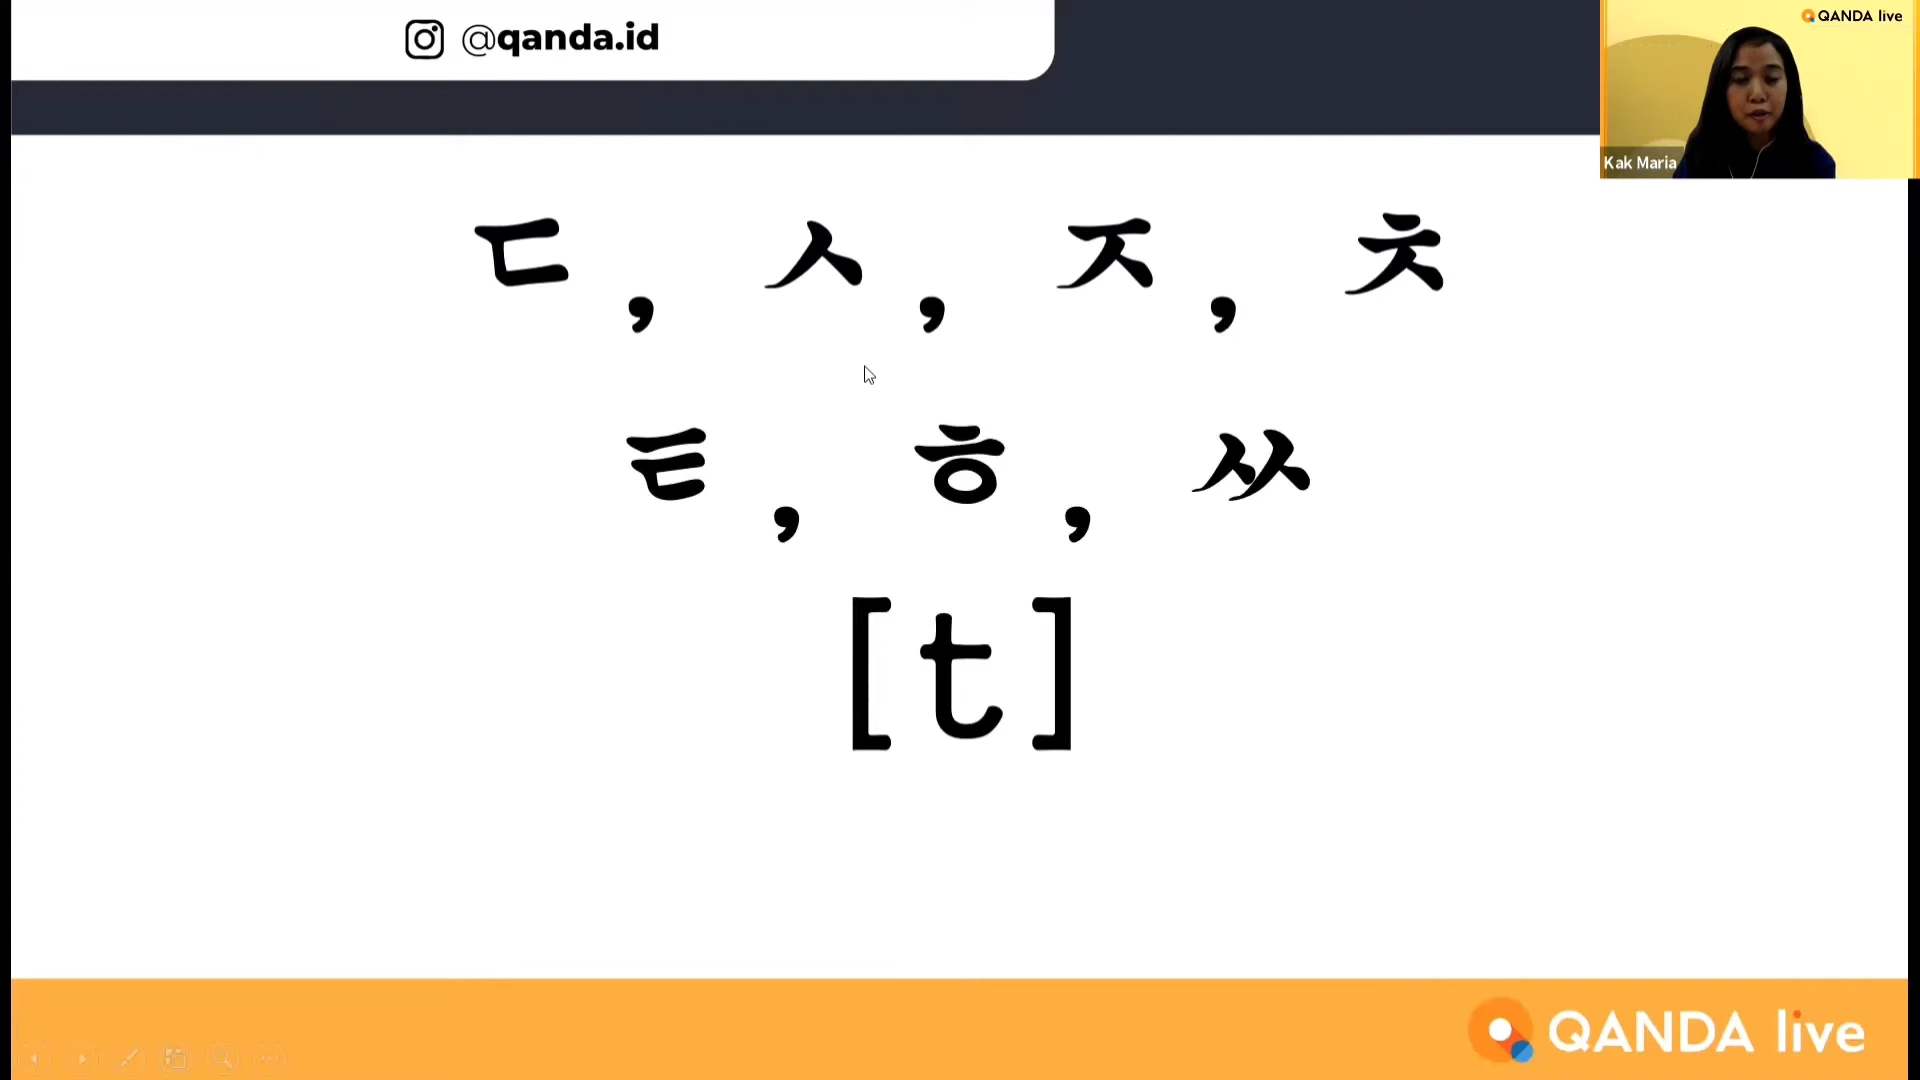 @qanda.id
QANDA live
Kak Maria
ㄷ, ㅅ, ㅈ, ㅊ
ㅌ, ㅎ, ㅆ
[t]
QANDA live